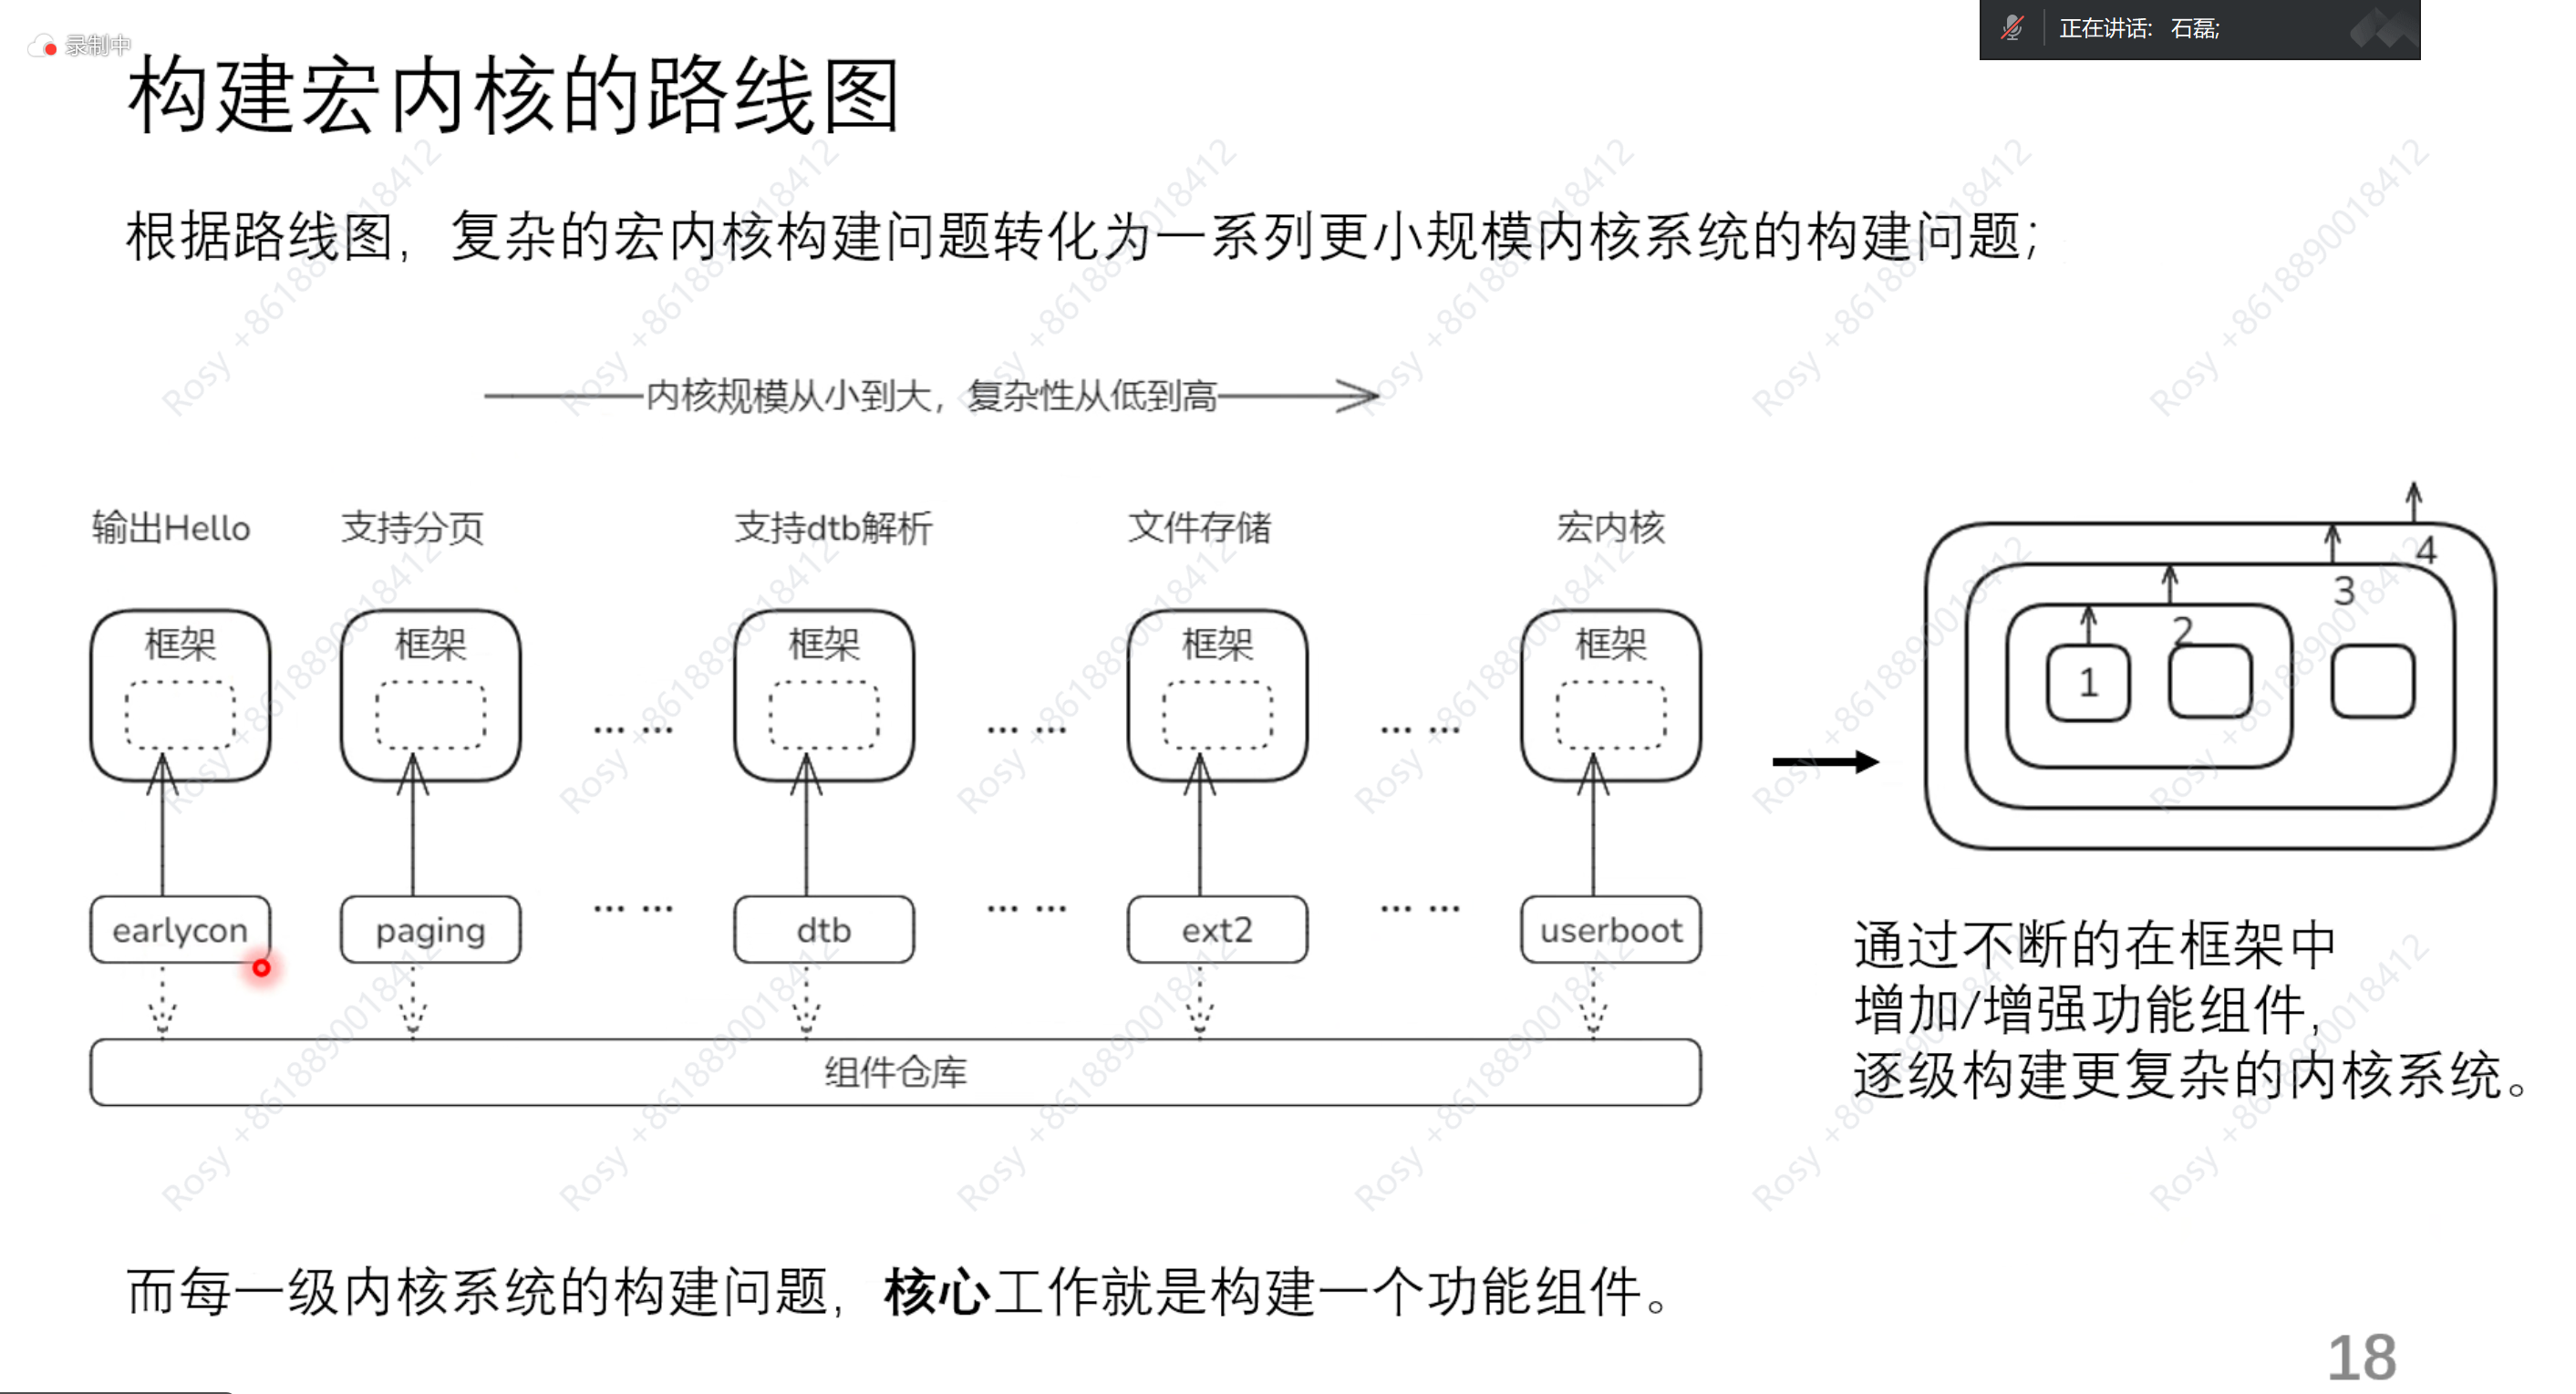 录制中
正在讲话: 石磊;
构建宏内核的路线图
根据路线图，复杂的宏内核构建问题转化为一系列更小规模内核系统的构建问题；
内核规模从小到大，复杂性从低到高
输出Hello 支持分页 支持dtb解析 文件存储 宏内核
框架 框架 框架 框架 框架
... ... ... ... ... ...
earlycon paging ... ... dtb ... ... ext2 ... ... userboot
组件仓库
4
3
2
1
通过不断的在框架中
增加/增强功能组件，
逐级构建更复杂的内核系统。
而每一级内核系统的构建问题，核心工作就是构建一个功能组件。
18
Rosy +8618890018412